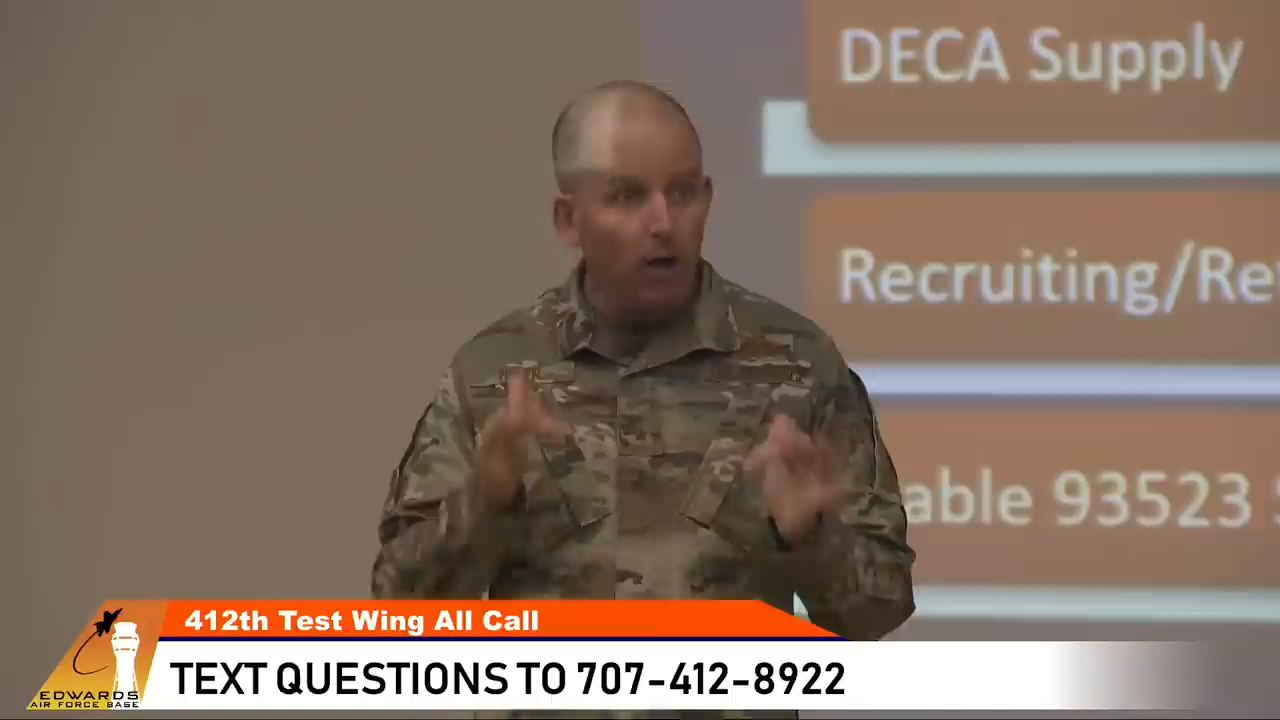 DECA Supply
Recruiting/Re
able 93523
412th Test Wing All Call
TEXT QUESTIONS TO 707-412-8922
EDWARDS
AIR FORCE BASE